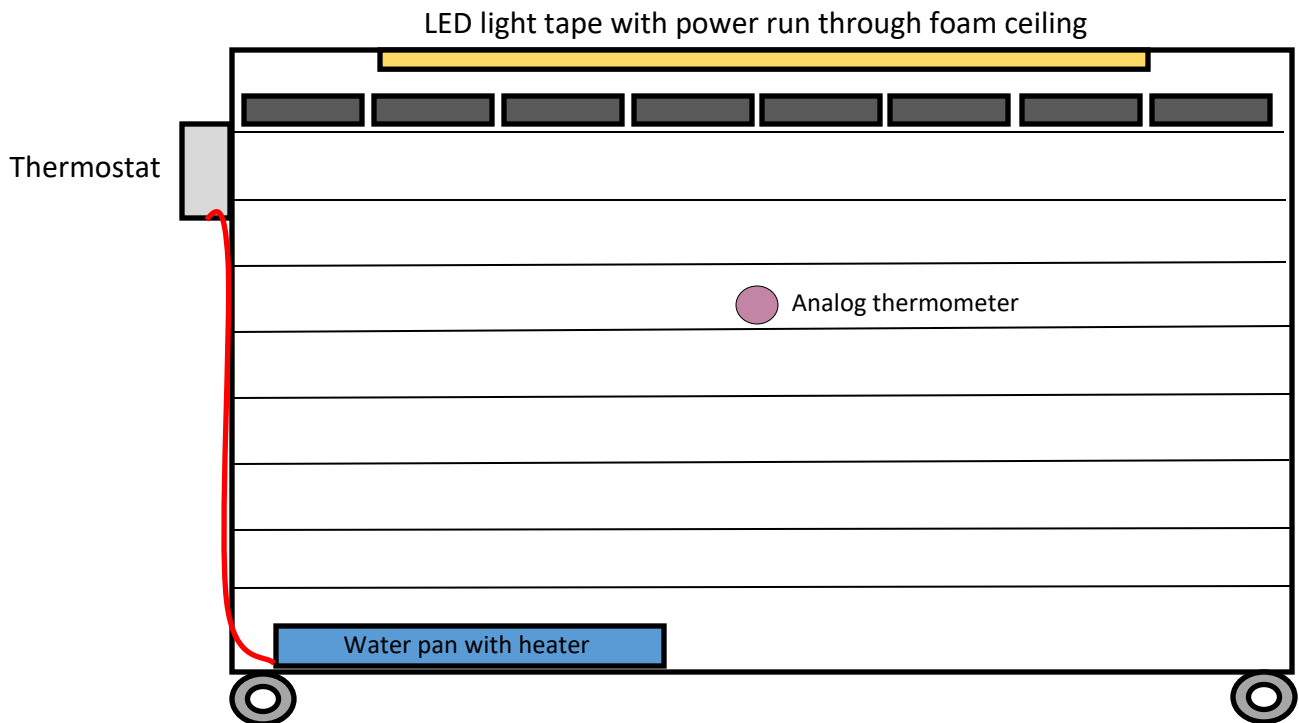 LED light tape with power run through foam ceiling
Thermostat
Analog thermometer
Water pan with heater